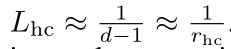 L_hc ≈ 1/(d−1) ≈ 1/r_hc.